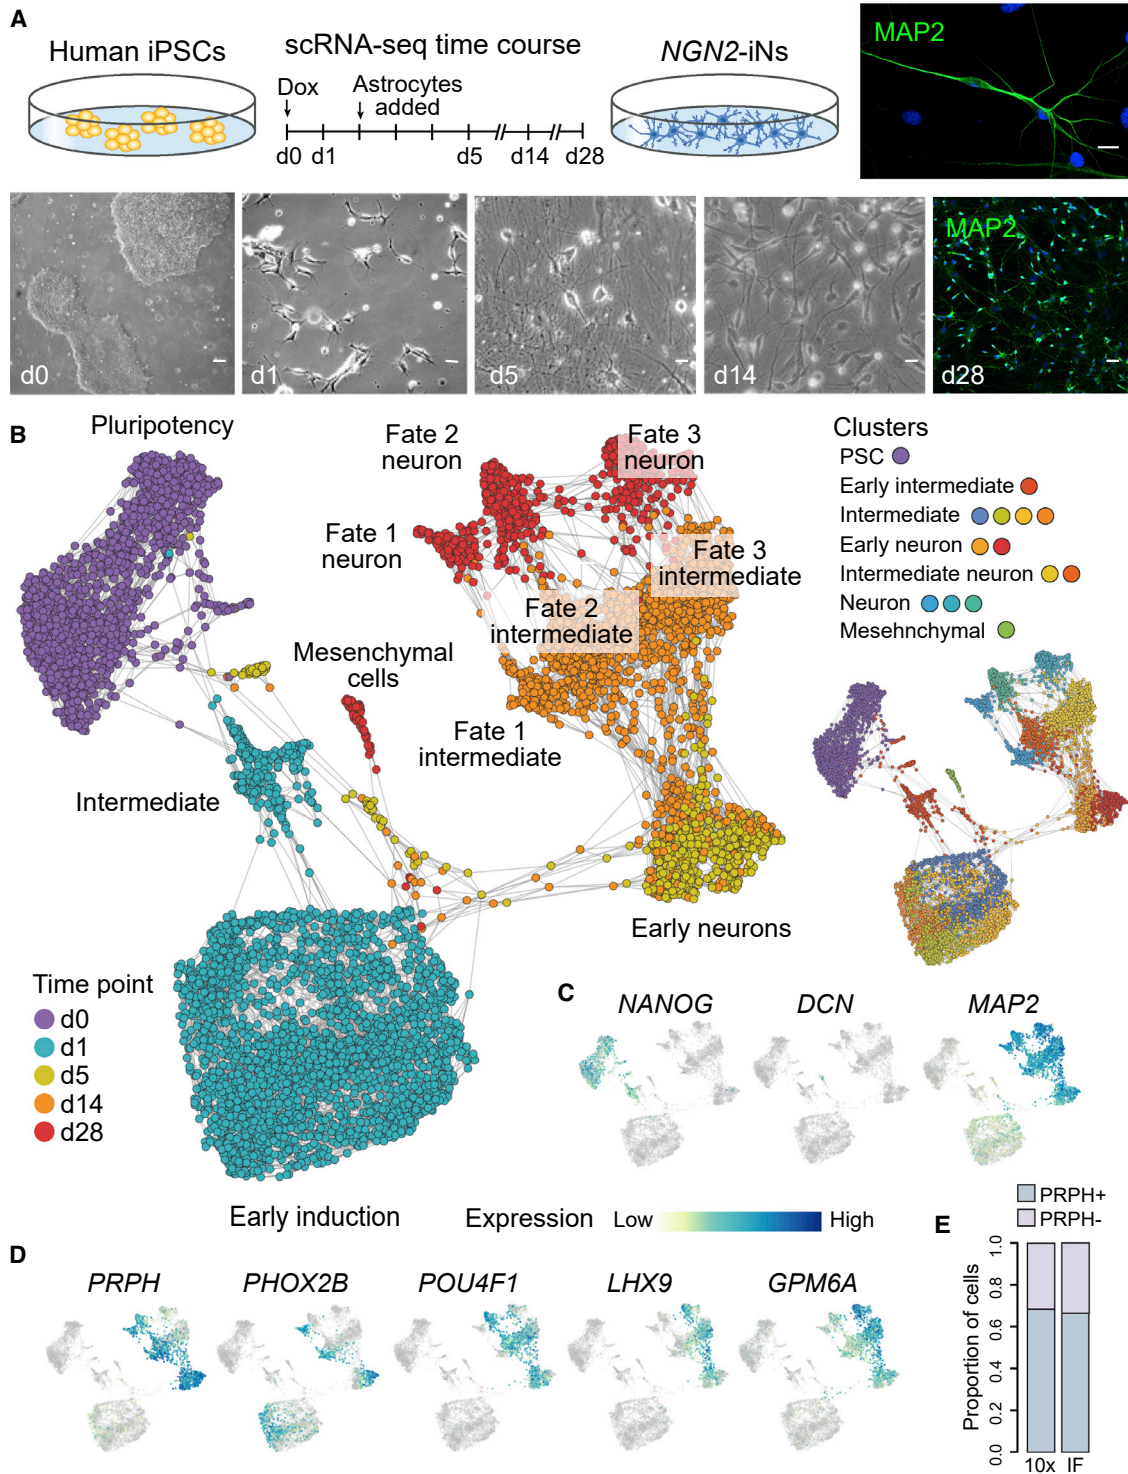 A
Human iPSCs
scRNA-seq time course
NGN2-iNs
MAP2
Dox
Astrocytes
added
d0 d1 d5 d14 d28
d0
d1
d5
d14
MAP2
d28
B
Pluripotency
Fate 2
neuron
Fate 3
neuron
Fate 1
neuron
Fate 3
intermediate
Fate 2
intermediate
Mesenchymal
cells
Fate 1
intermediate
Intermediate
Early neurons
Early induction
Clusters
PSC
Early intermediate
Intermediate
Early neuron
Intermediate neuron
Neuron
Mesehnchymal
Time point
d0
d1
d5
d14
d28
C
NANOG
DCN
MAP2
Expression Low High
D
PRPH
PHOX2B
POU4F1
LHX9
GPM6A
E
PRPH+
PRPH-
Proportion of cells
1.0
0.8
0.6
0.4
0.2
0.0
10x IF